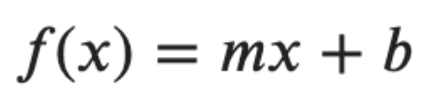 f(x) = mx + b